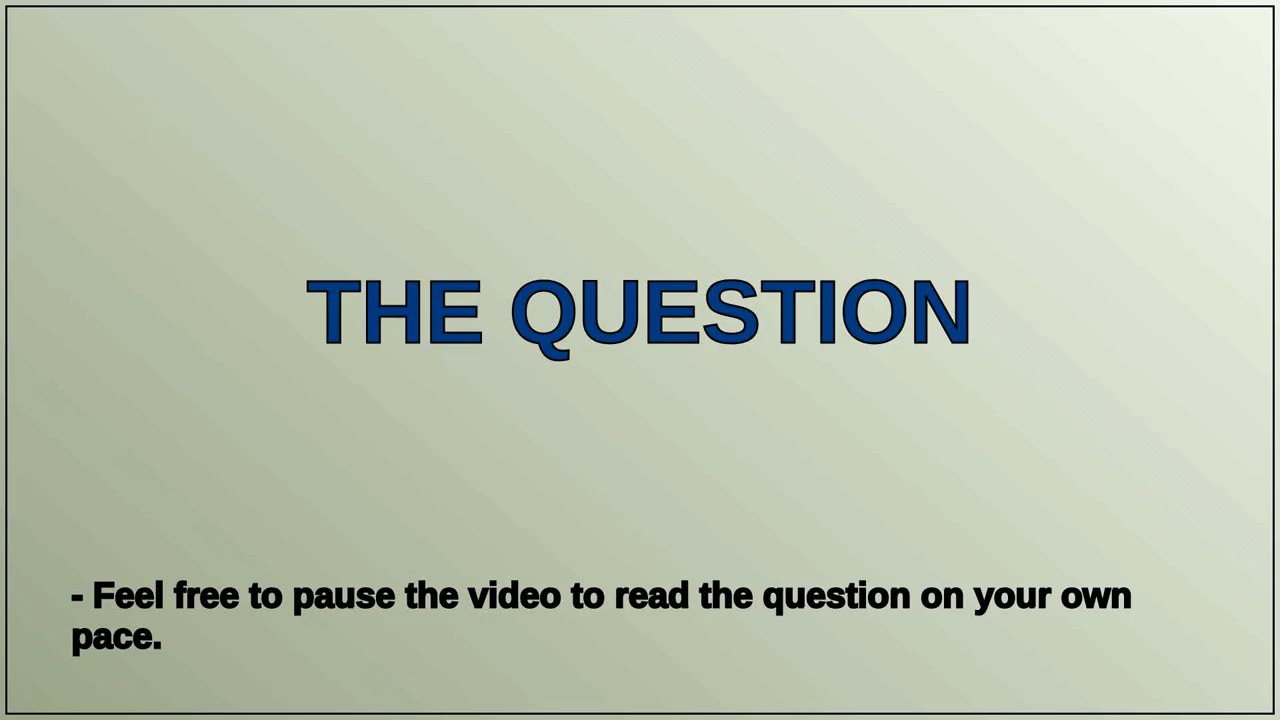 THE QUESTION
- Feel free to pause the video to read the question on your own
pace.